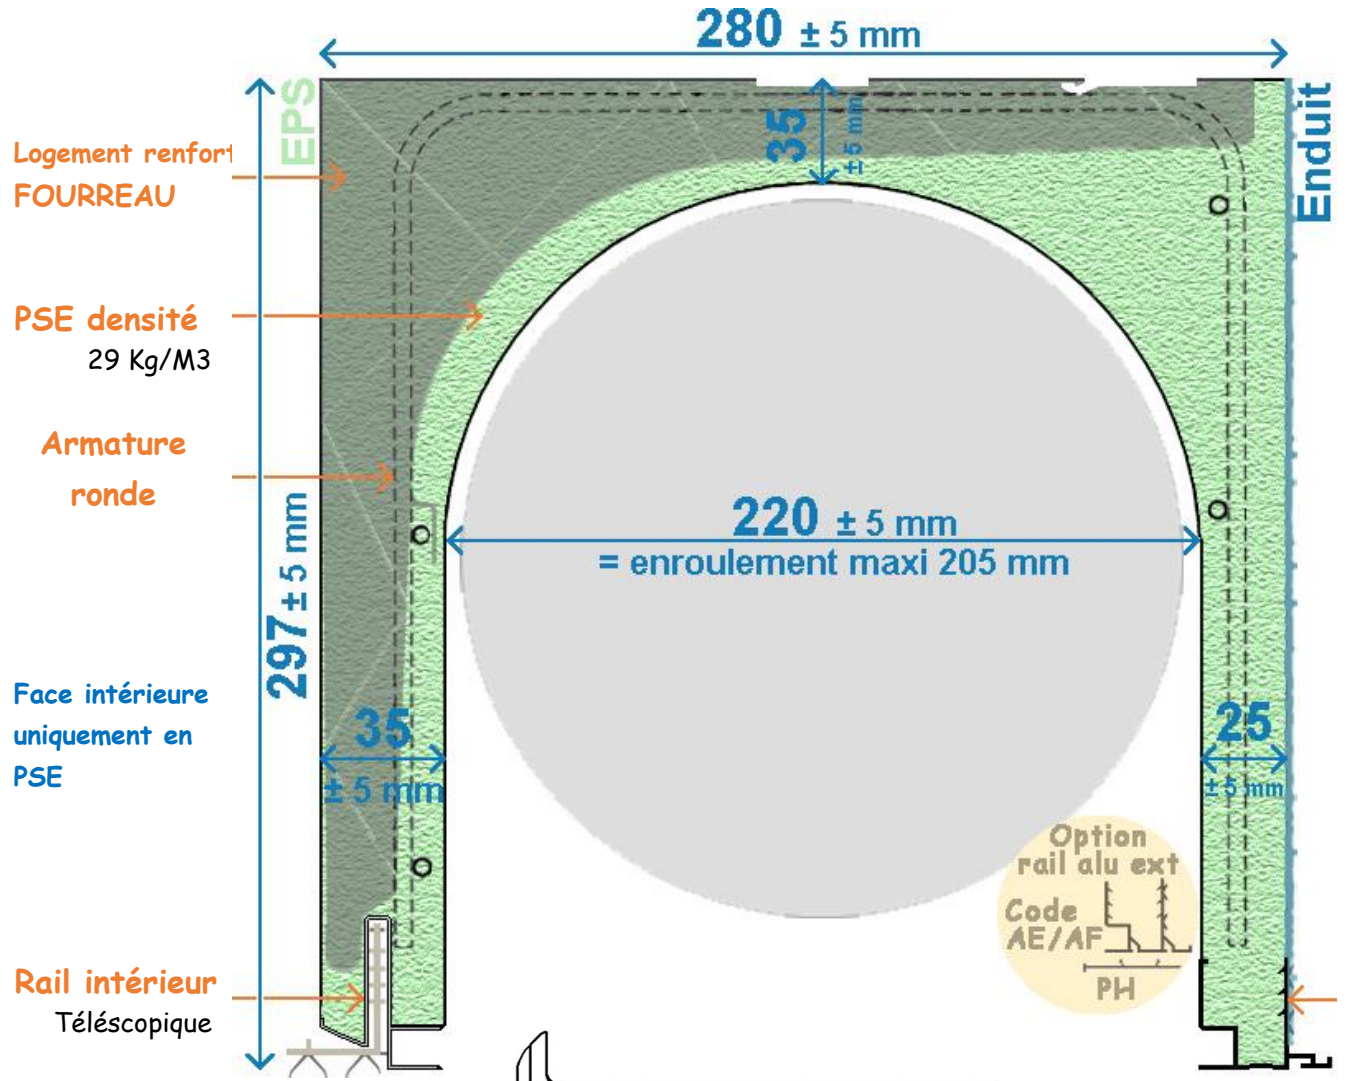 280 ± 5 mm
EPS
Enduit
35
± 5 mm
Logement renfort
FOURREAU
PSE densité
29 Kg/M3
Armature
ronde
220 ± 5 mm
= enroulement maxi 205 mm
297 ± 5 mm
Face intérieure
uniquement en
PSE
35
± 5 mm
25
± 5 mm
Option
rail alu ext
Code
AE/AF
PH
Rail intérieur
Téléscopique